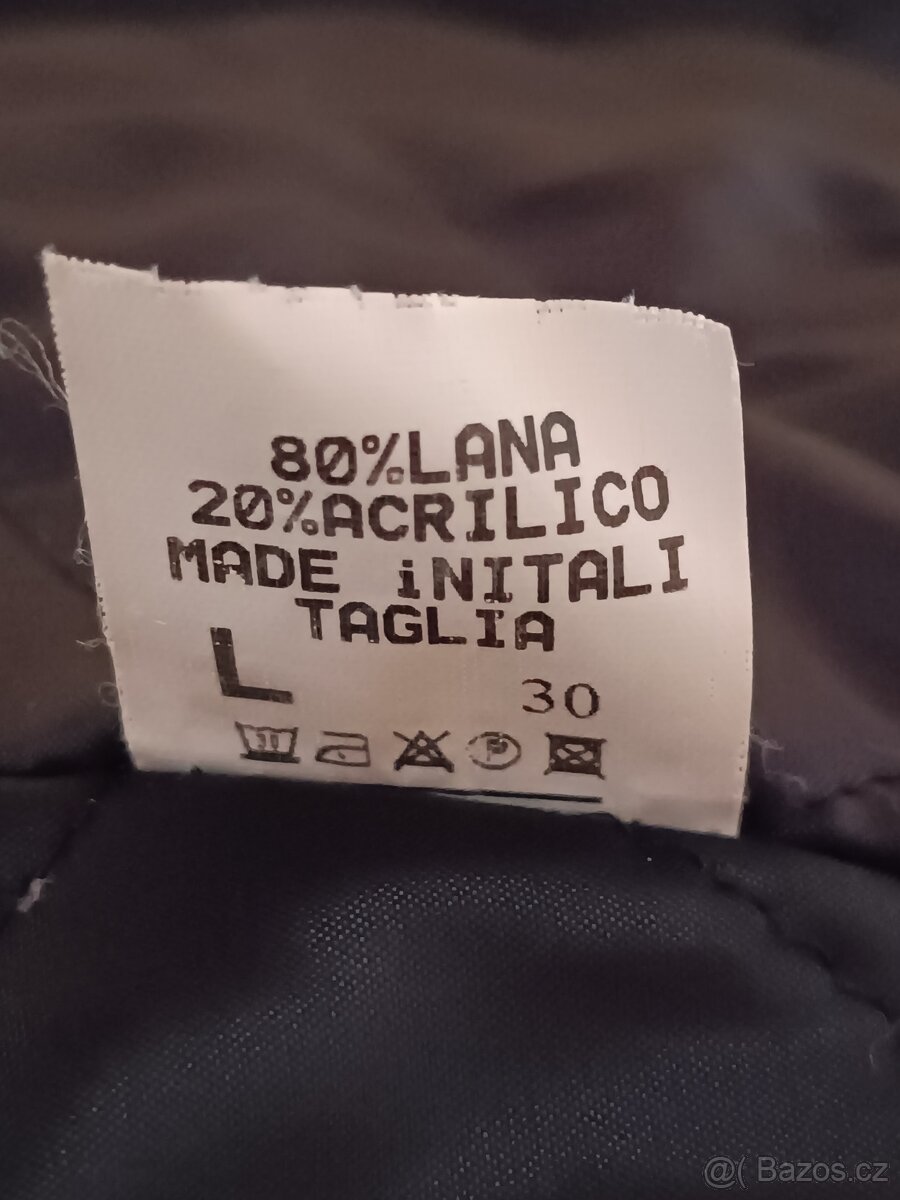 80%LANA
20%ACRILICO
MADE iNITALI
TAGLIA
L 30
P
@( Bazos.cz